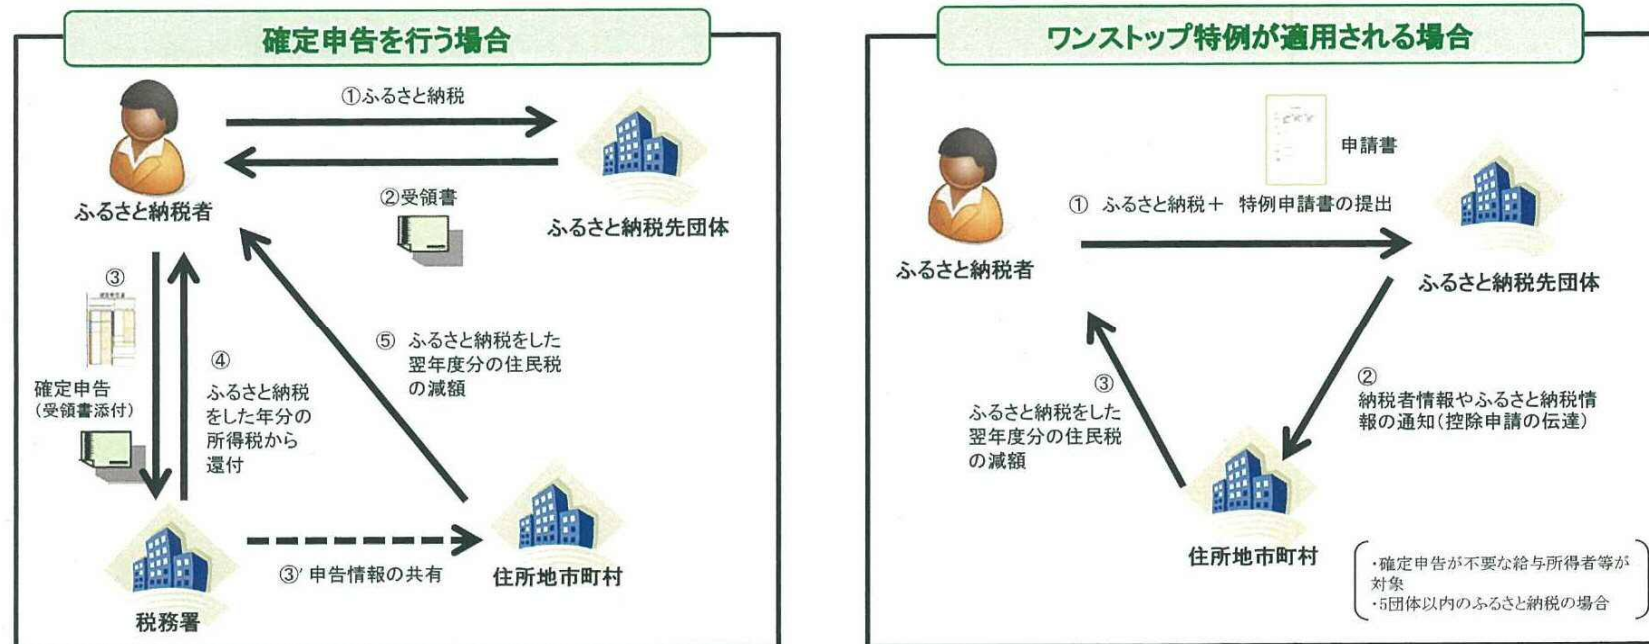 確定申告を行う場合
①ふるさと納税
ふるさと納税者
②受領書
ふるさと納税先団体
③
確定申告
（受領書添付）
④
ふるさと納税
をした年分の
所得税から
還付
⑤ ふるさと納税をした
翌年度分の住民税
の減額
税務署
③’申告情報の共有
住所地市町村
ワンストップ特例が適用される場合
申請書
① ふるさと納税＋ 特例申請書の提出
ふるさと納税者
ふるさと納税先団体
③
ふるさと納税をした
翌年度分の住民税
の減額
②
納税者情報やふるさと納税情
報の通知（控除申請の伝達）
住所地市町村
・確定申告が不要な給与所得者等が
対象
・5団体以内のふるさと納税の場合